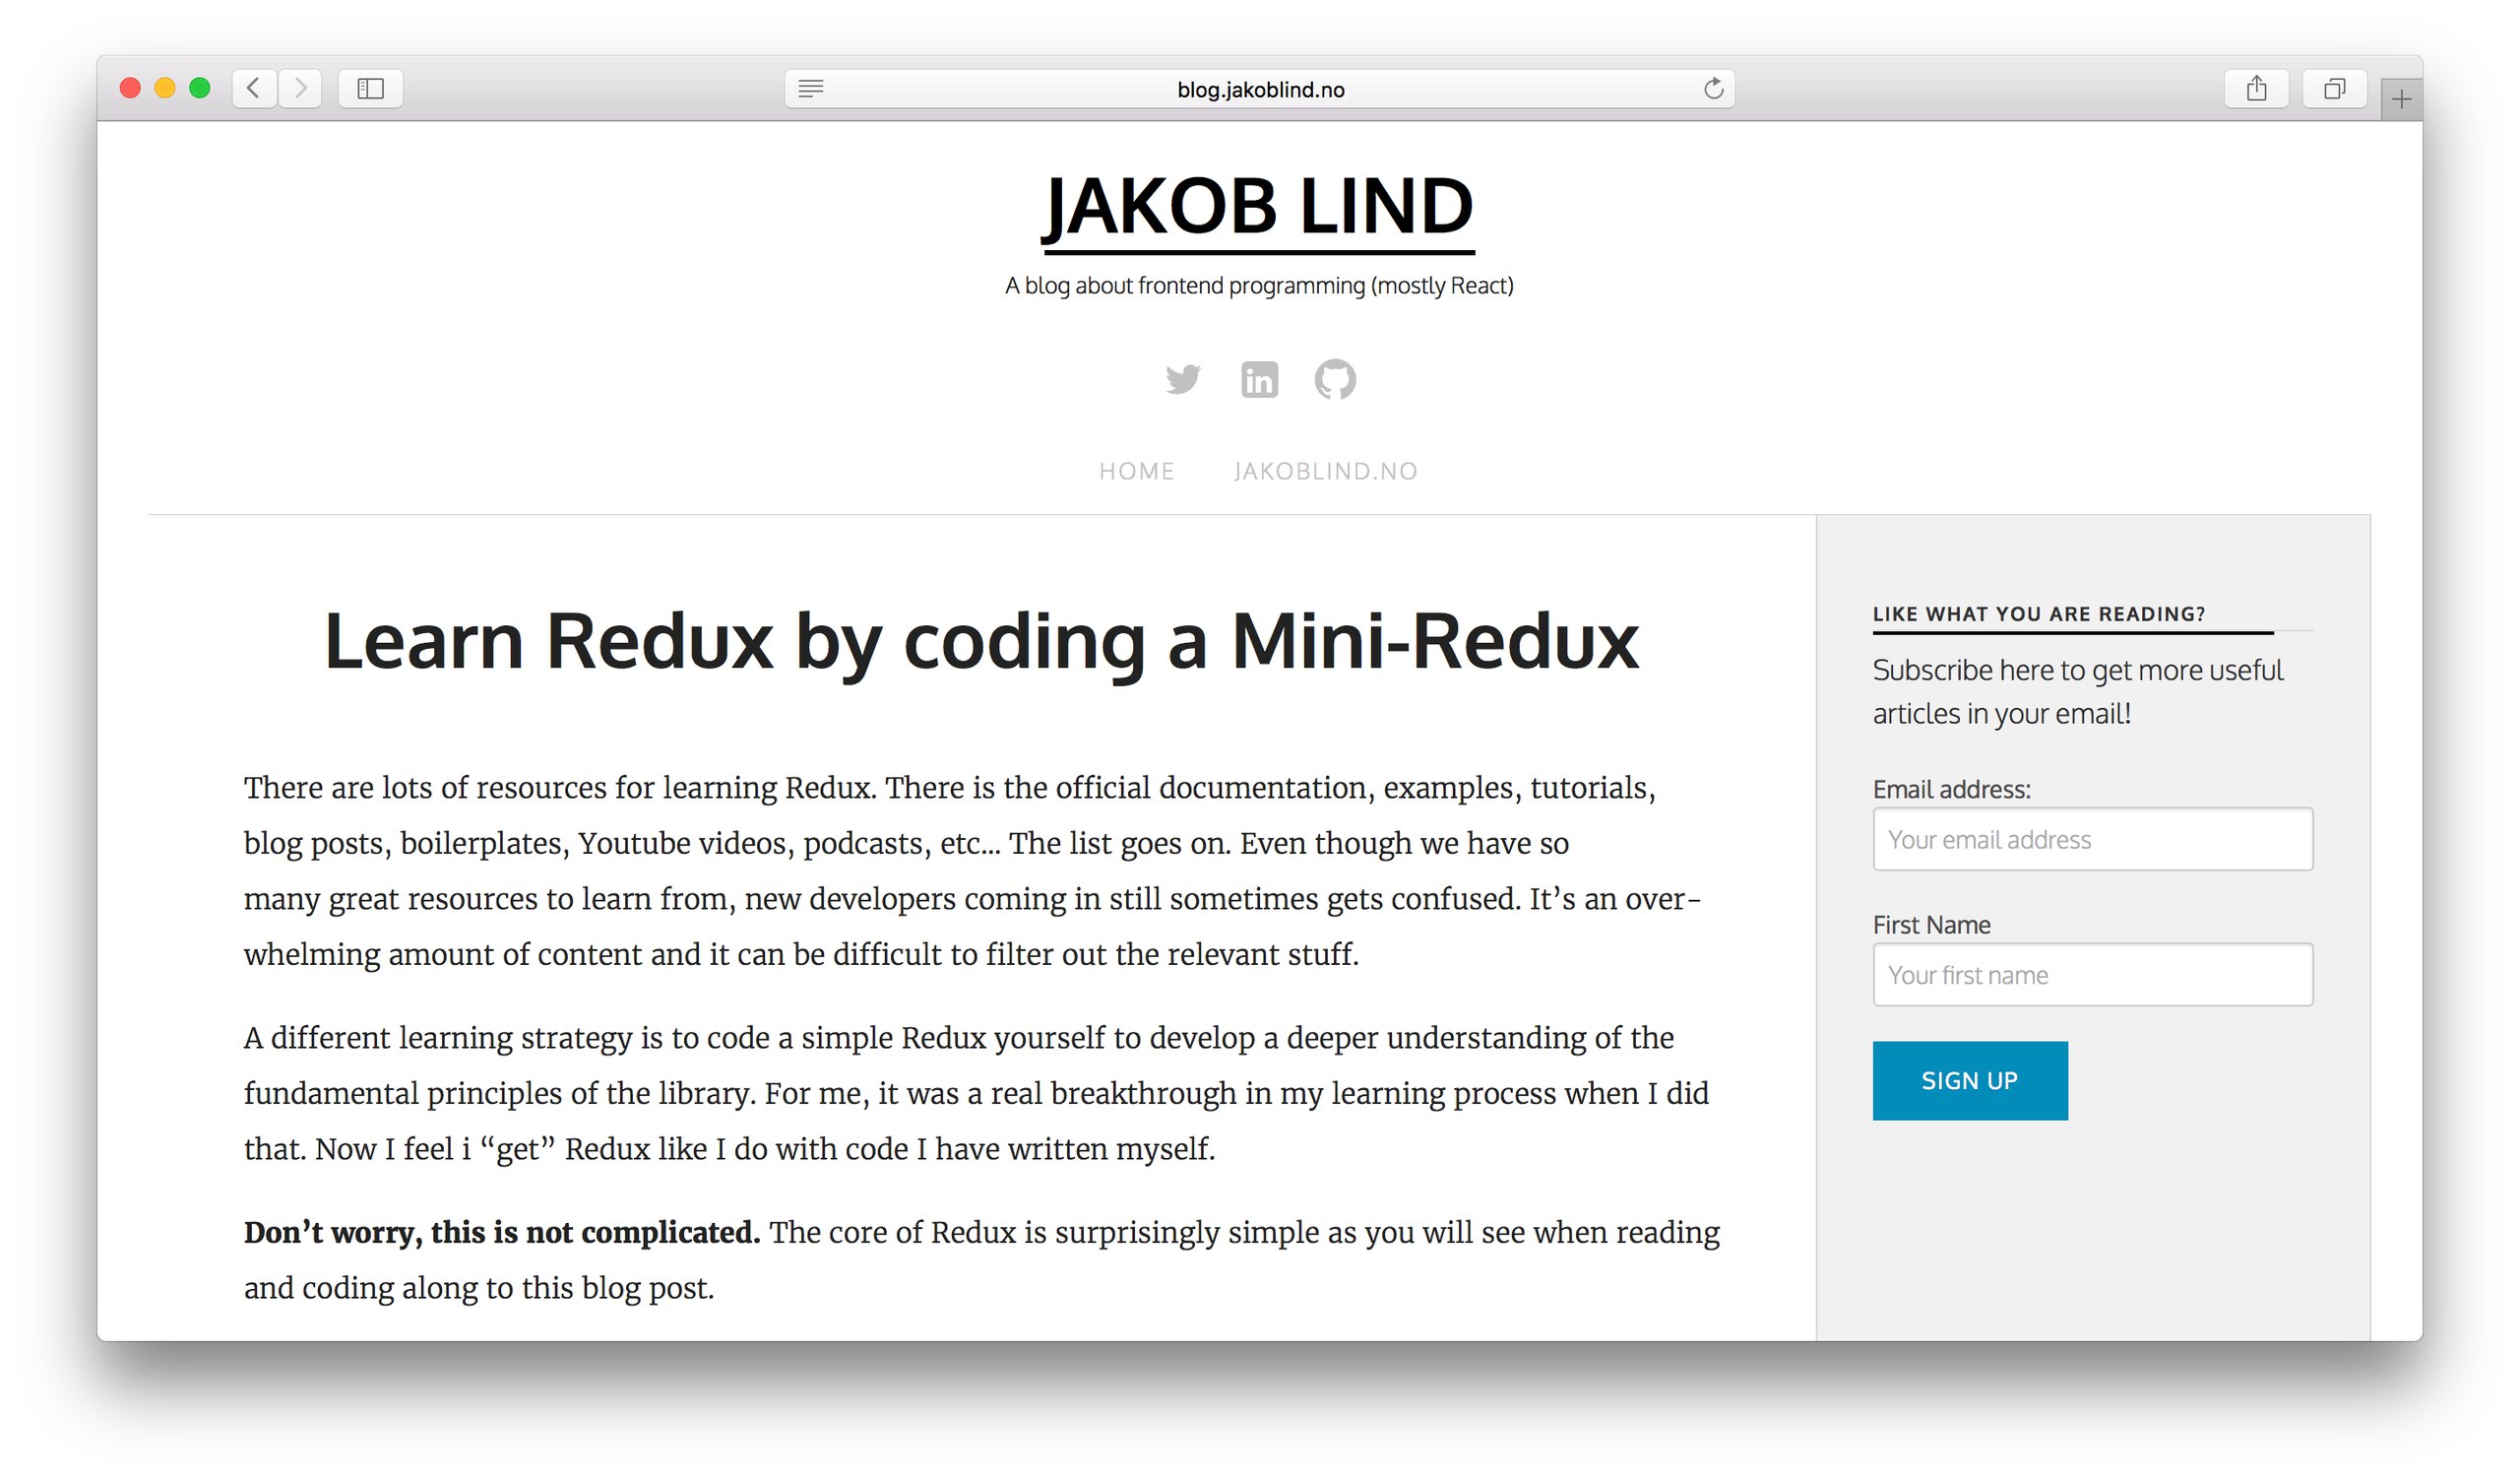 blog.jakoblind.no
JAKOB LIND
A blog about frontend programming (mostly React)
in
HOME JAKOBLIND.NO
Learn Redux by coding a Mini-Redux
There are lots of resources for learning Redux. There is the official documentation, examples, tutorials,
blog posts, boilerplates, Youtube videos, podcasts, etc… The list goes on. Even though we have so
many great resources to learn from, new developers coming in still sometimes gets confused. It’s an over-
whelming amount of content and it can be difficult to filter out the relevant stuff.
A different learning strategy is to code a simple Redux yourself to develop a deeper understanding of the
fundamental principles of the library. For me, it was a real breakthrough in my learning process when I did
that. Now I feel i “get” Redux like I do with code I have written myself.
Don’t worry, this is not complicated. The core of Redux is surprisingly simple as you will see when reading
and coding along to this blog post.
LIKE WHAT YOU ARE READING?
Subscribe here to get more useful
articles in your email!
Email address:
Your email address
First Name
Your first name
SIGN UP